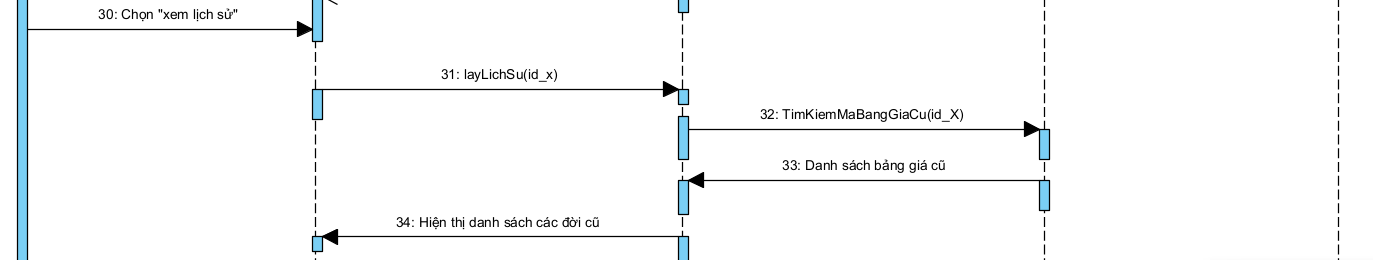 30: Chọn "xem lịch sử"
31: layLichSu(id_x)
32: TimKiemMaBangGiaCu(id_X)
33: Danh sách bảng giá cũ
34: Hiện thị danh sách các đời cũ